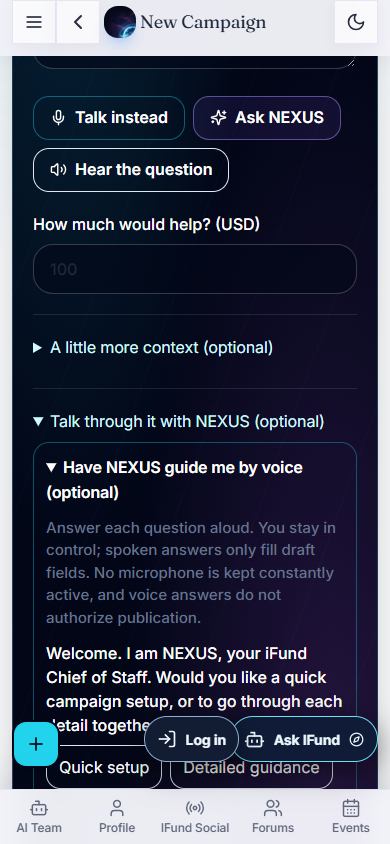 New Campaign
Talk instead
Ask NEXUS
Hear the question
How much would help? (USD)
100
A little more context (optional)
Talk through it with NEXUS (optional)
Have NEXUS guide me by voice
(optional)
Answer each question aloud. You stay in
control; spoken answers only fill draft
fields. No microphone is kept constantly
active, and voice answers do not
authorize publication.
Welcome. I am NEXUS, your iFund
Chief of Staff. Would you like a quick
campaign setup, or to go through each
detail
Log in
Ask IFund
Quick setup
Detailed guidance
AI Team
Profile
IFund Social
Forums
Events